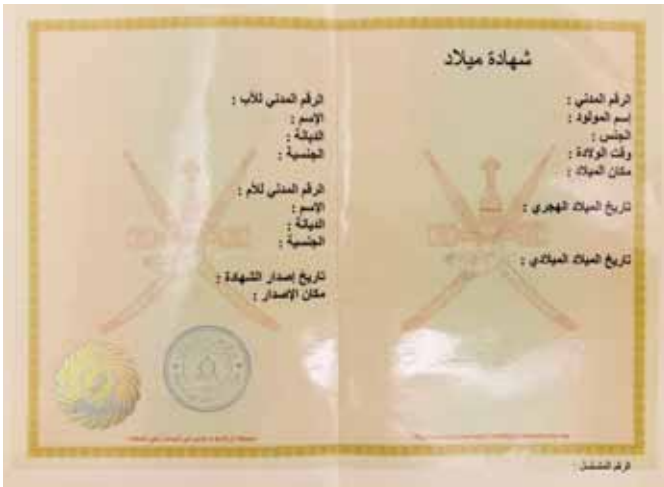 شهادة ميلاد
الرقم المدني :
إسم المولود :
الجنس :
وقت الولادة :
مكان الميلاد :
تاريخ الميلاد الهجري :
تاريخ الميلاد الميلادي :
الرقم المدني للأب :
الإسم :
الديانة :
الجنسية :
الرقم المدني للأم :
الإسم :
الديانة :
الجنسية :
تاريخ إصدار الشهادة :
مكان الإصدار :
الرقم المتسلسل :